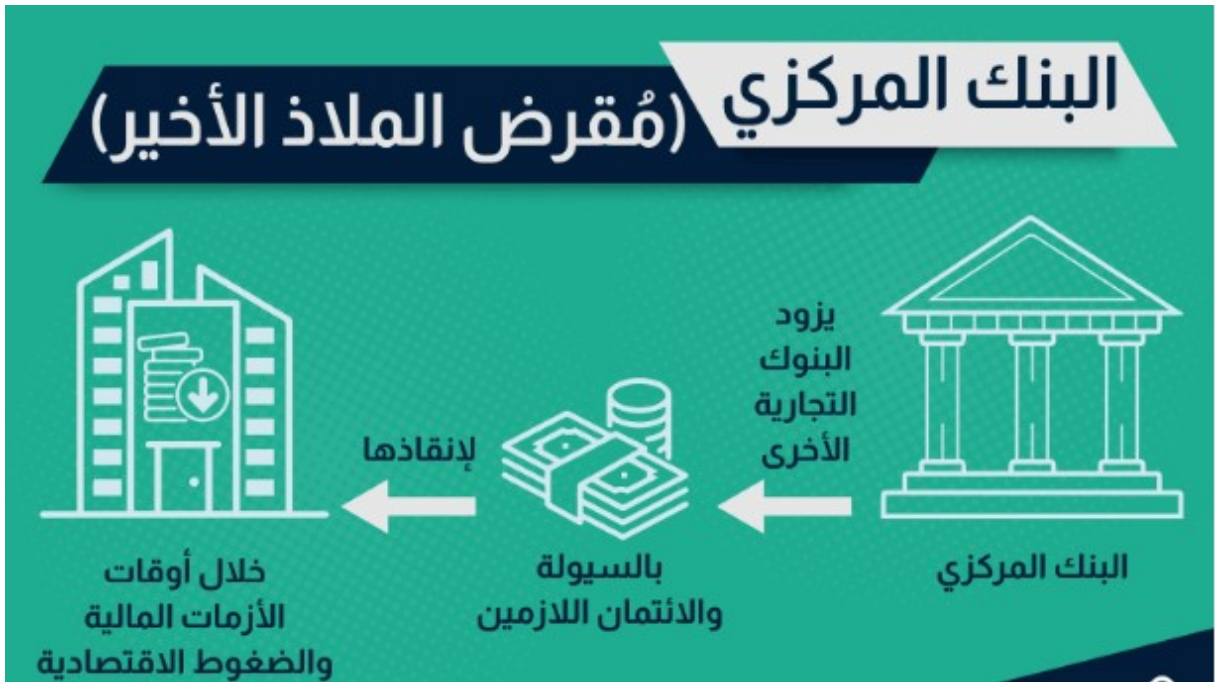 البنك المركزي
(مُقرض الملاذ الأخير)
يزود
البنوك
التجارية
الأخرى
لإنقاذها
البنك المركزي
بالسيولة
والائتمان اللازمين
خلال أوقات
الأزمات المالية
والضغوط الاقتصادية